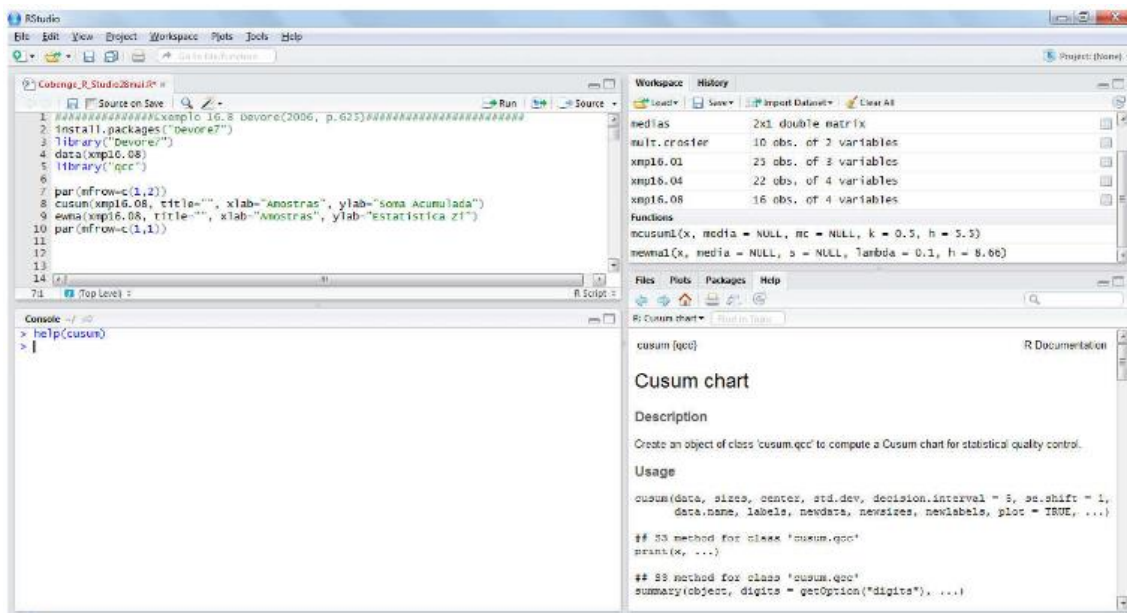 RStudio
File Edit View Project Workspace Plots Tools Help
Go to file/function
Project: (None)
Cobenge_R_Studio28mai.R*
Source on Save
Run
Source
1 ###############Exemplo 16.8 Devore(2006, p.625)########################
2 install.packages("Devore7")
3 library("Devore7")
4 data(xmp16.08)
5 library("qcc")
6
7 par(mfrow=c(1,2))
8 cusum(xmp16.08, title="", xlab="Amostras", ylab="Soma Acumulada")
9 ewma(xmp16.08, title="", xlab="Amostras", ylab="Estatistica Zi")
10 par(mfrow=c(1,1))
11
12
13
14
7:1 (Top Level)
R Script
Console ~/
> help(cusum)
>
Workspace History
Load Save Import Dataset Clear All
medias 2x1 double matrix
mult.crosier 10 obs. of 2 variables
xmp16.01 25 obs. of 3 variables
xmp16.04 22 obs. of 4 variables
xmp16.08 16 obs. of 4 variables
Functions
mcusum1(x, media = NULL, mc = NULL, k = 0.5, h = 5.5)
mewma1(x, media = NULL, s = NULL, lambda = 0.1, h = 8.66)
Files Plots Packages Help
R: Cusum chart
Find in Topic
cusum {qcc}
R Documentation
Cusum chart
Description
Create an object of class 'cusum.qcc' to compute a Cusum chart for statistical quality control.
Usage
cusum(data, sizes, center, std.dev, decision.interval = 5, se.shift = 1,
data.name, labels, newdata, newsizes, newlabels, plot = TRUE, ...)
## S3 method for class 'cusum.qcc'
print(x, ...)
## S3 method for class 'cusum.qcc'
summary(object, digits = getOption("digits"), ...)